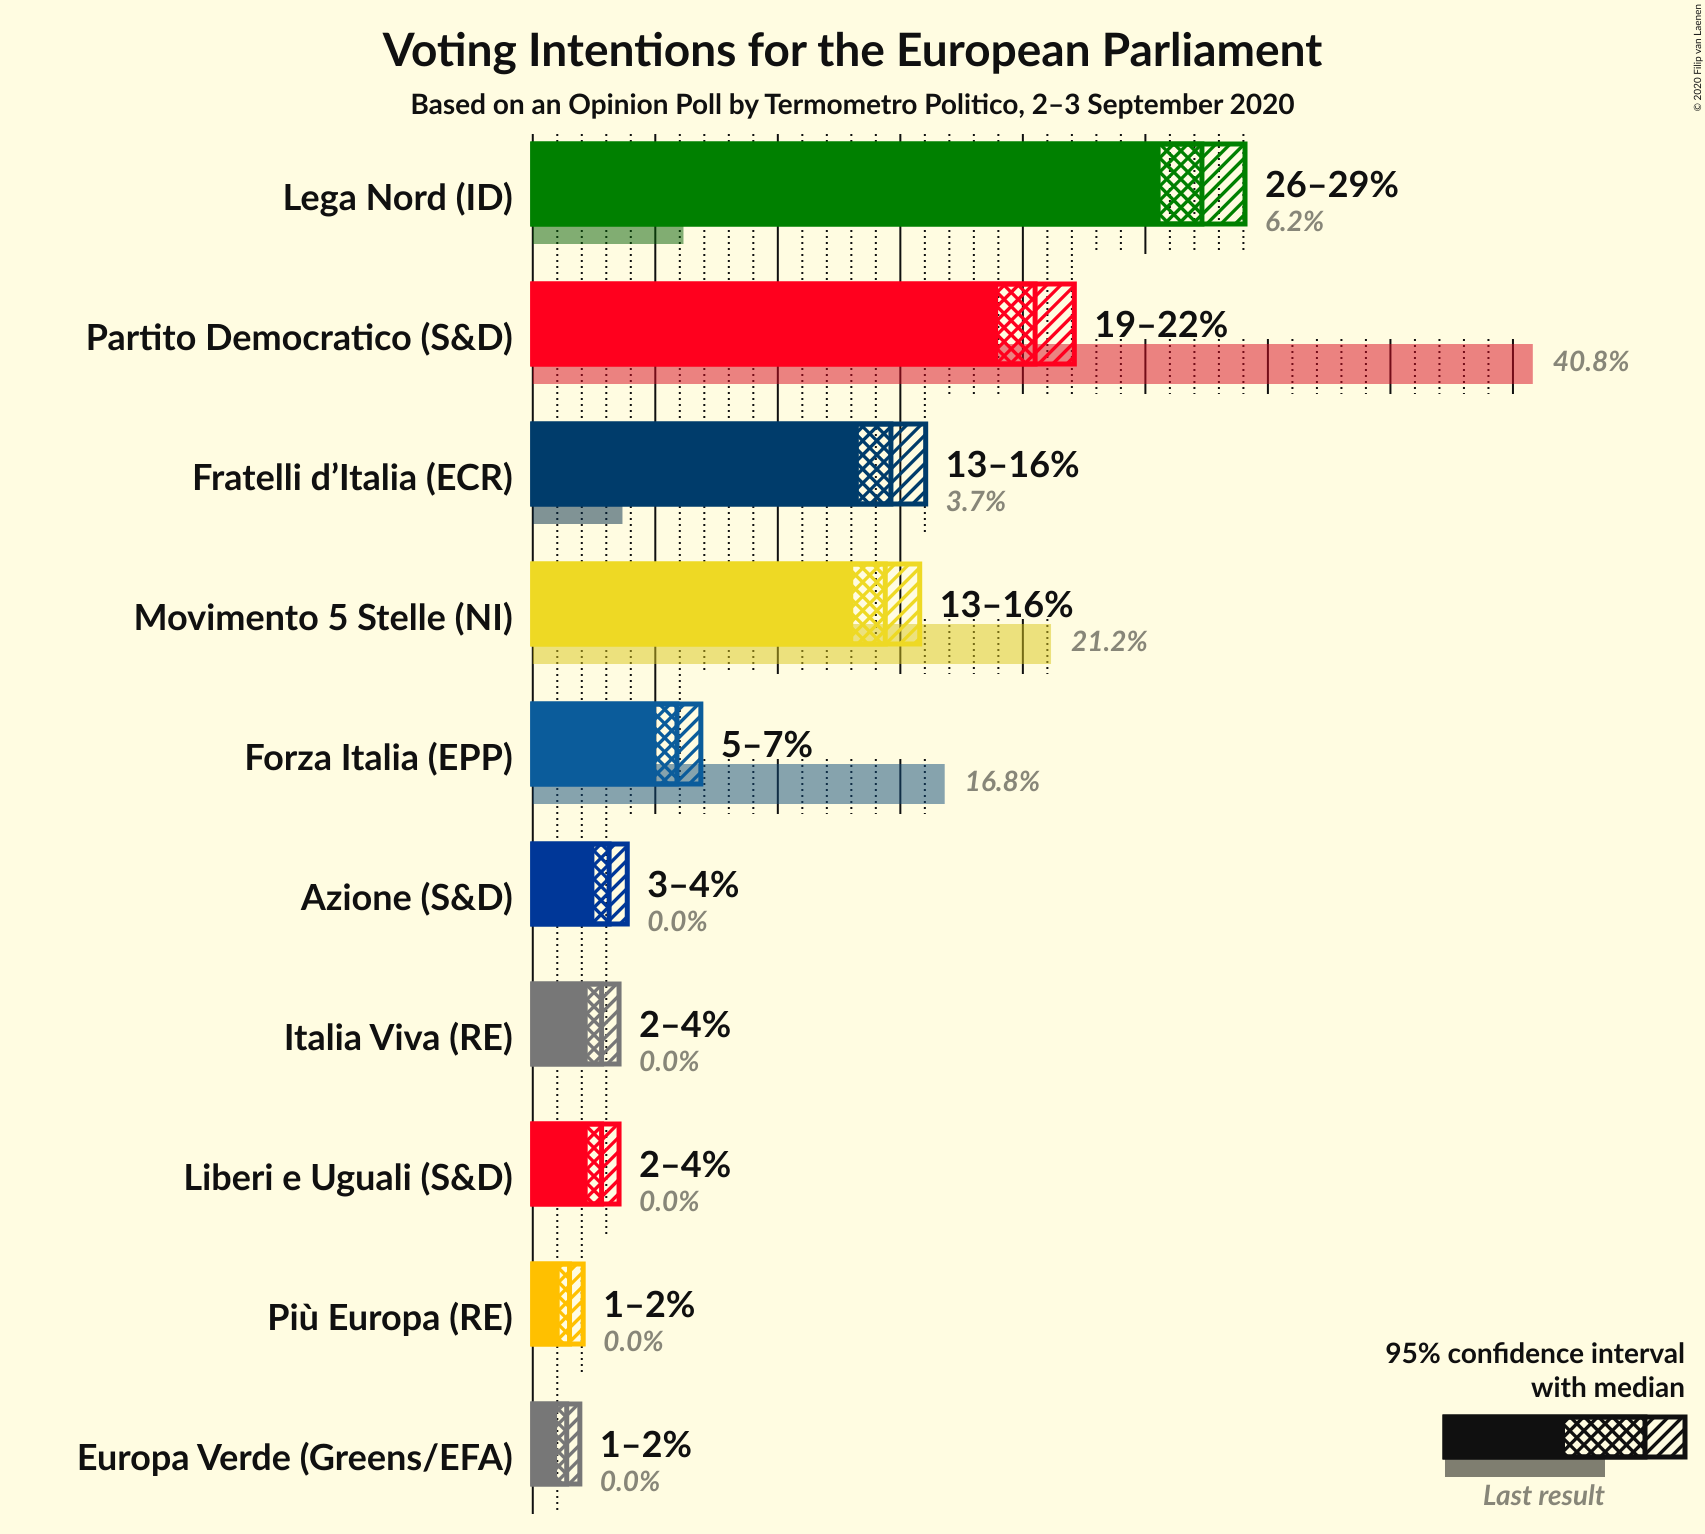 Voting Intentions for the European Parliament
Based on an Opinion Poll by Termometro Politico, 2–3 September 2020
© 2020 Filip van Laenen
Lega Nord (ID)
26–29%
6.2%
Partito Democratico (S&D)
19–22%
40.8%
Fratelli d’Italia (ECR)
13–16%
3.7%
Movimento 5 Stelle (NI)
13–16%
21.2%
Forza Italia (EPP)
5–7%
16.8%
Azione (S&D)
3–4%
0.0%
Italia Viva (RE)
2–4%
0.0%
Liberi e Uguali (S&D)
2–4%
0.0%
Più Europa (RE)
1–2%
0.0%
Europa Verde (Greens/EFA)
1–2%
0.0%
95% confidence interval
with median
Last result